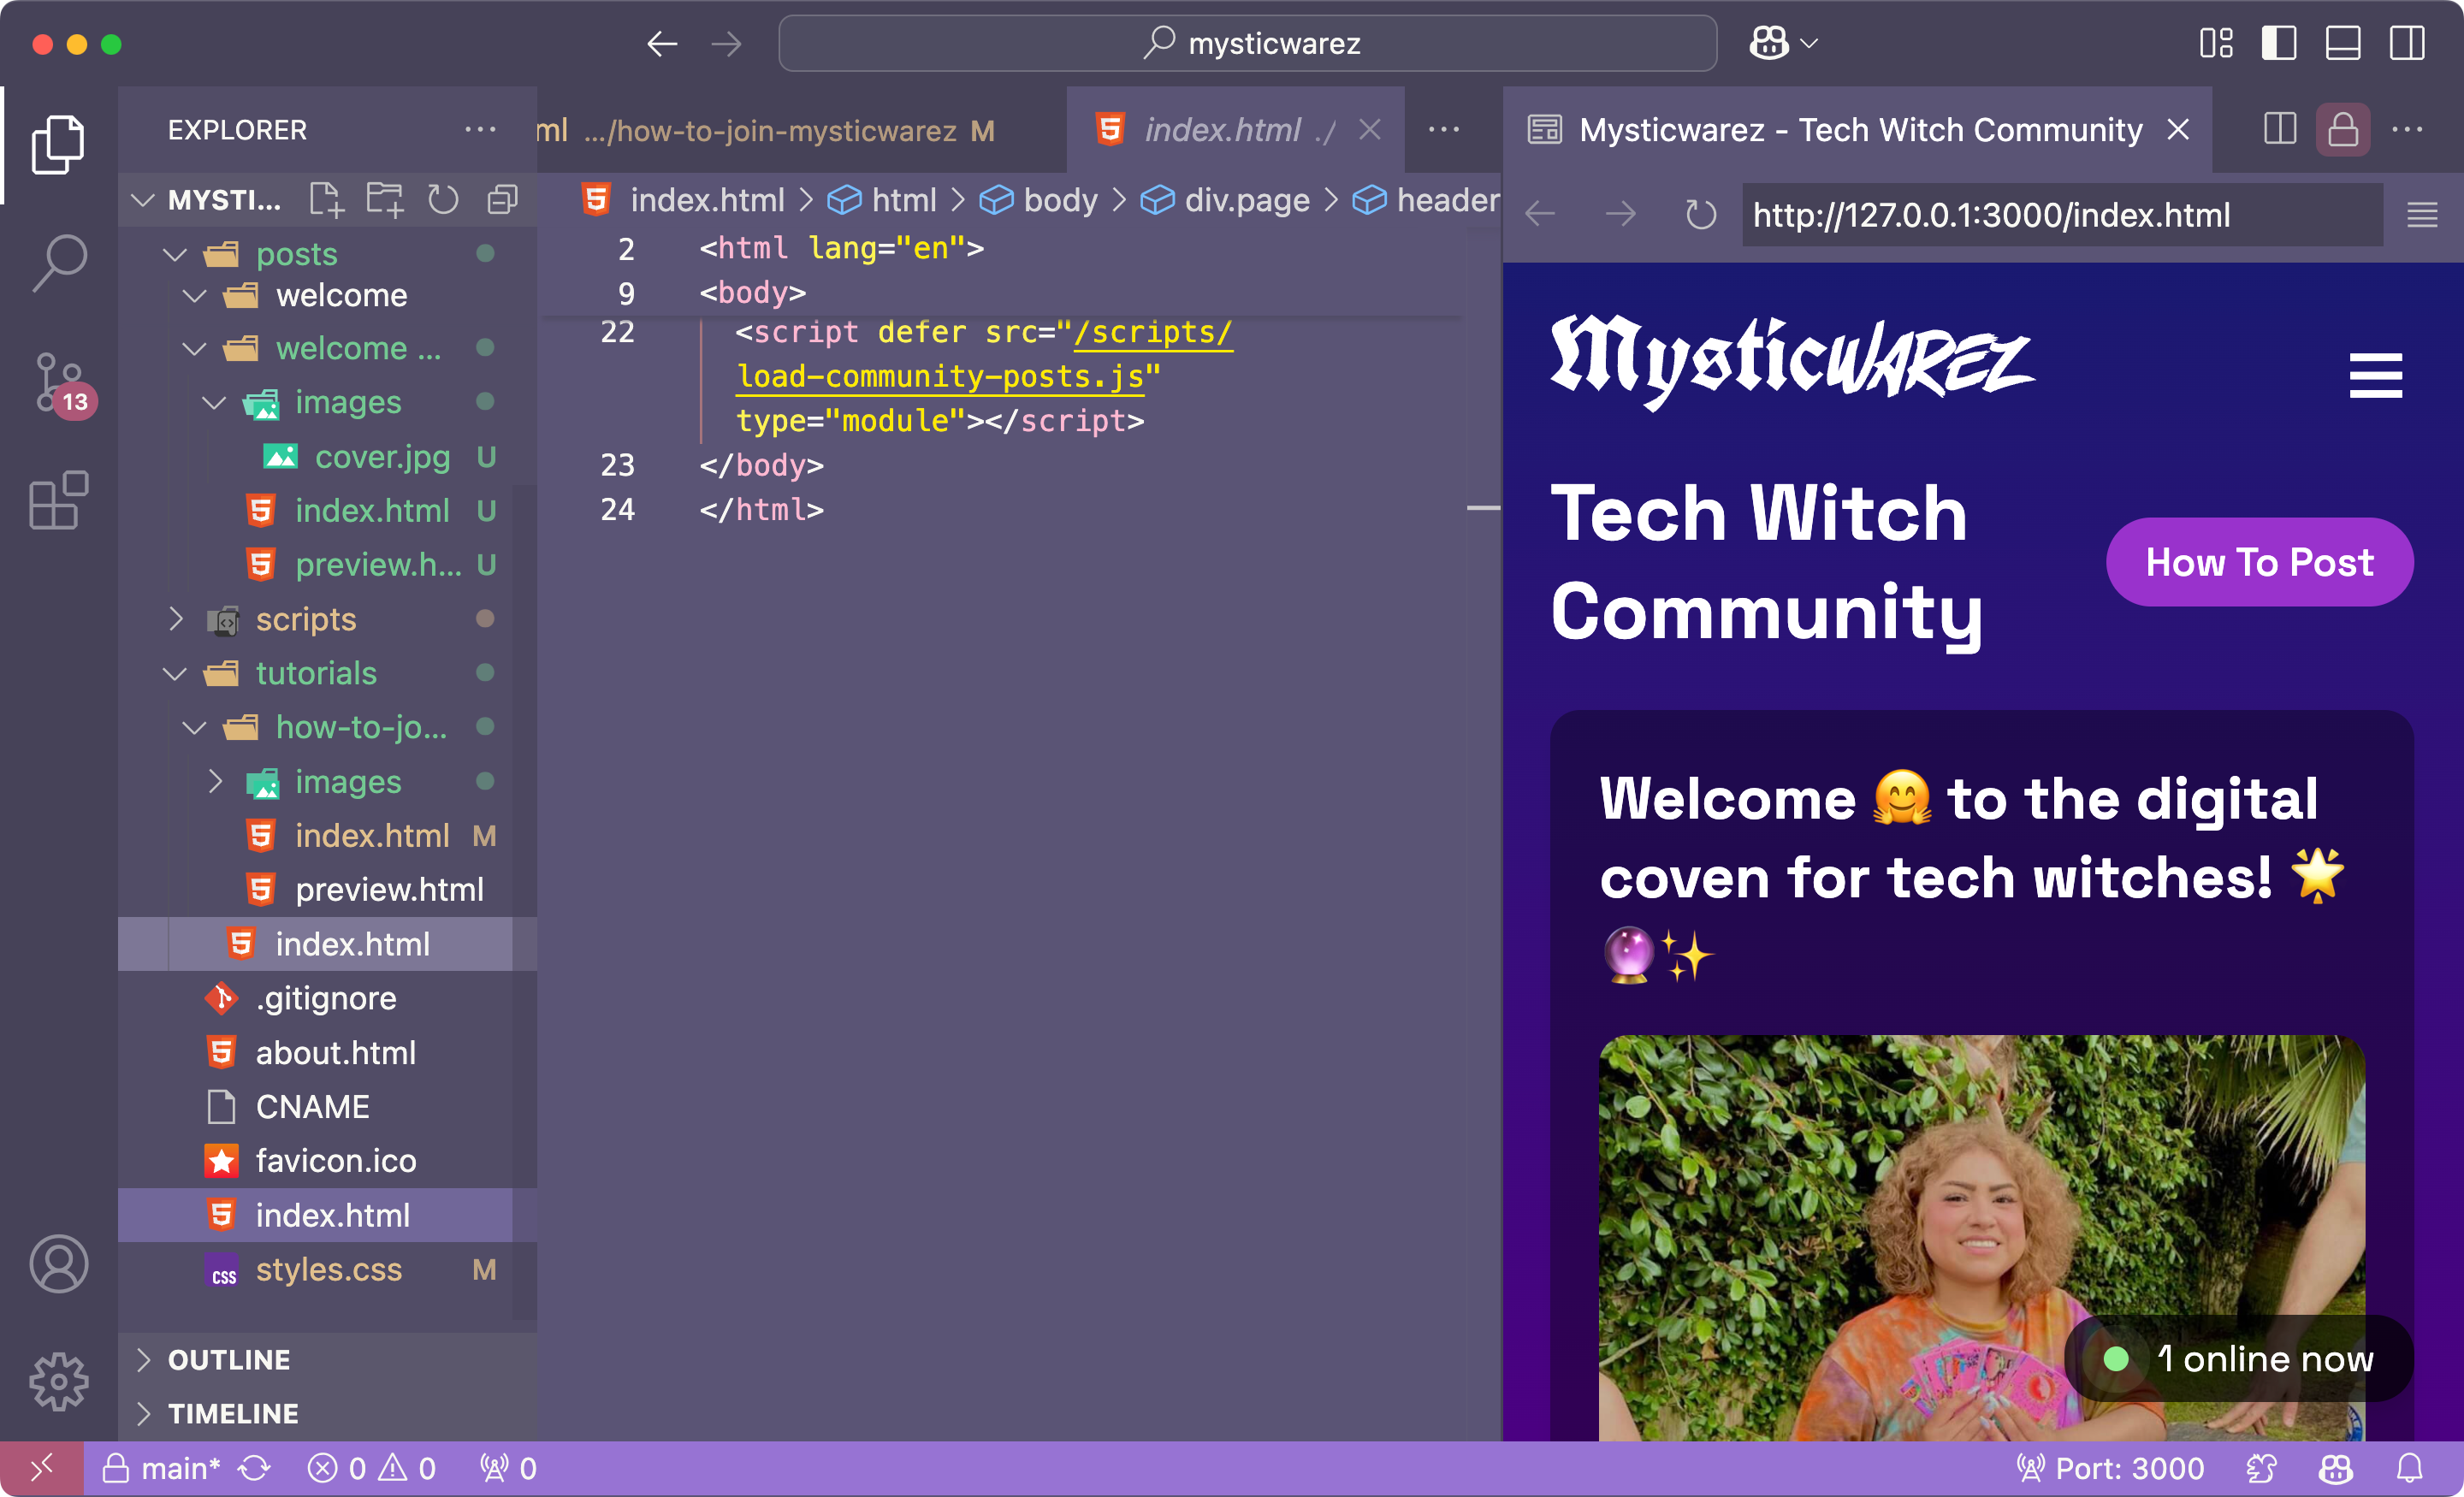 mysticwarez
EXPLORER
MYSTI...
posts
welcome
welcome ...
images
cover.jpg U
index.html U
preview.h... U
scripts
tutorials
how-to-jo...
images
index.html M
preview.html
index.html
.gitignore
about.html
CNAME
favicon.ico
index.html
styles.css M
OUTLINE
TIMELINE
13
ml .../how-to-join-mysticwarez M
index.html ./
index.html > html > body > div.page > header
2 <html lang="en">
9 <body>
22 <script defer src="/scripts/
load-community-posts.js"
type="module"></script>
23 </body>
24 </html>
Mysticwarez - Tech Witch Community
http://127.0.0.1:3000/index.html
Mysticwarez
Tech Witch
Community
How To Post
Welcome 🤗 to the digital
coven for tech witches! 🌟
🔮✨
1 online now
main* 0 0 0
Port: 3000